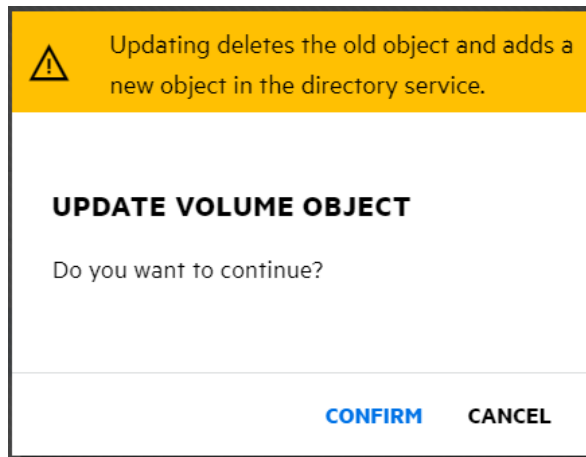 Updating deletes the old object and adds a
new object in the directory service.
UPDATE VOLUME OBJECT
Do you want to continue?
CONFIRM CANCEL